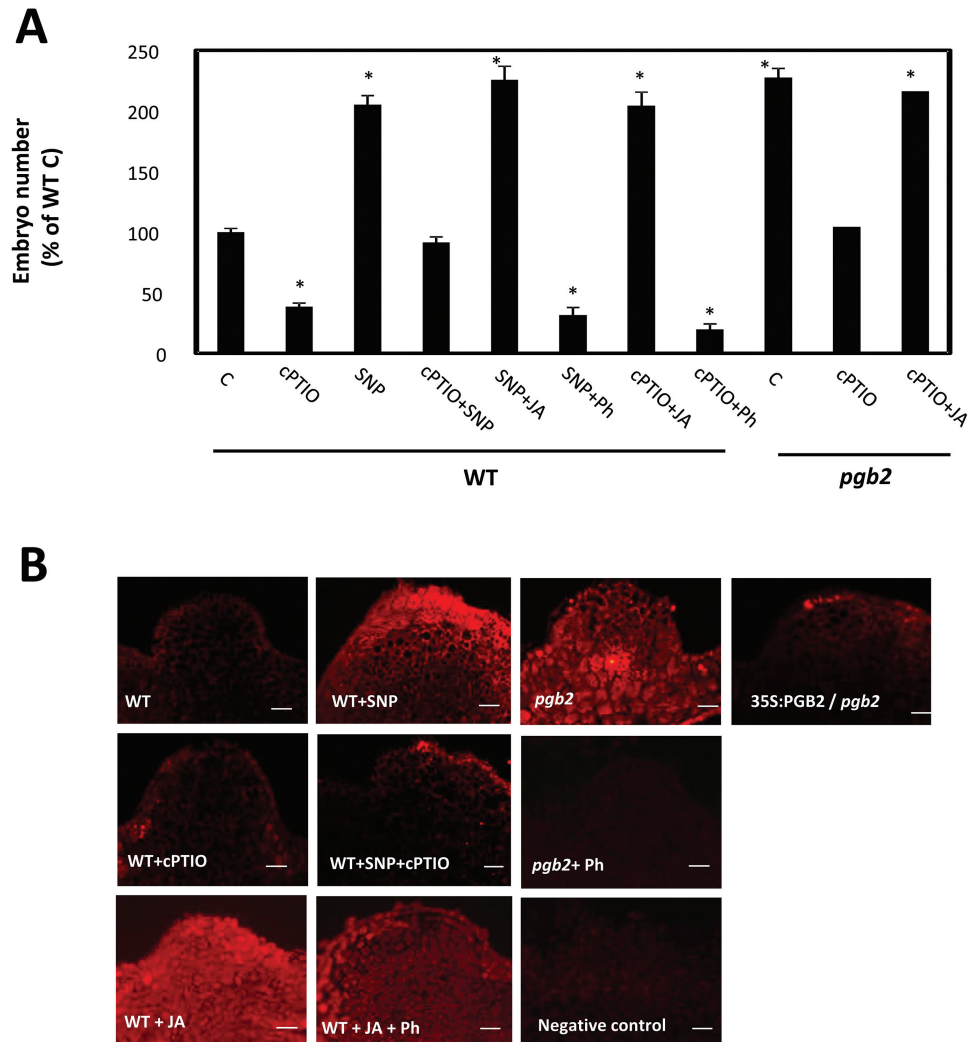 A
Embryo number
(% of WT C)
250
200
150
100
50
0
* * * * * * * *
C cPTIO SNP cPTIO+SNP SNP+JA SNP+Ph cPTIO+JA cPTIO+Ph C cPTIO cPTIO+JA
WT pgb2
B
WT WT+SNP pgb2 35S:PGB2 / pgb2
WT+cPTIO WT+SNP+cPTIO pgb2+ Ph
WT + JA WT + JA + Ph Negative control